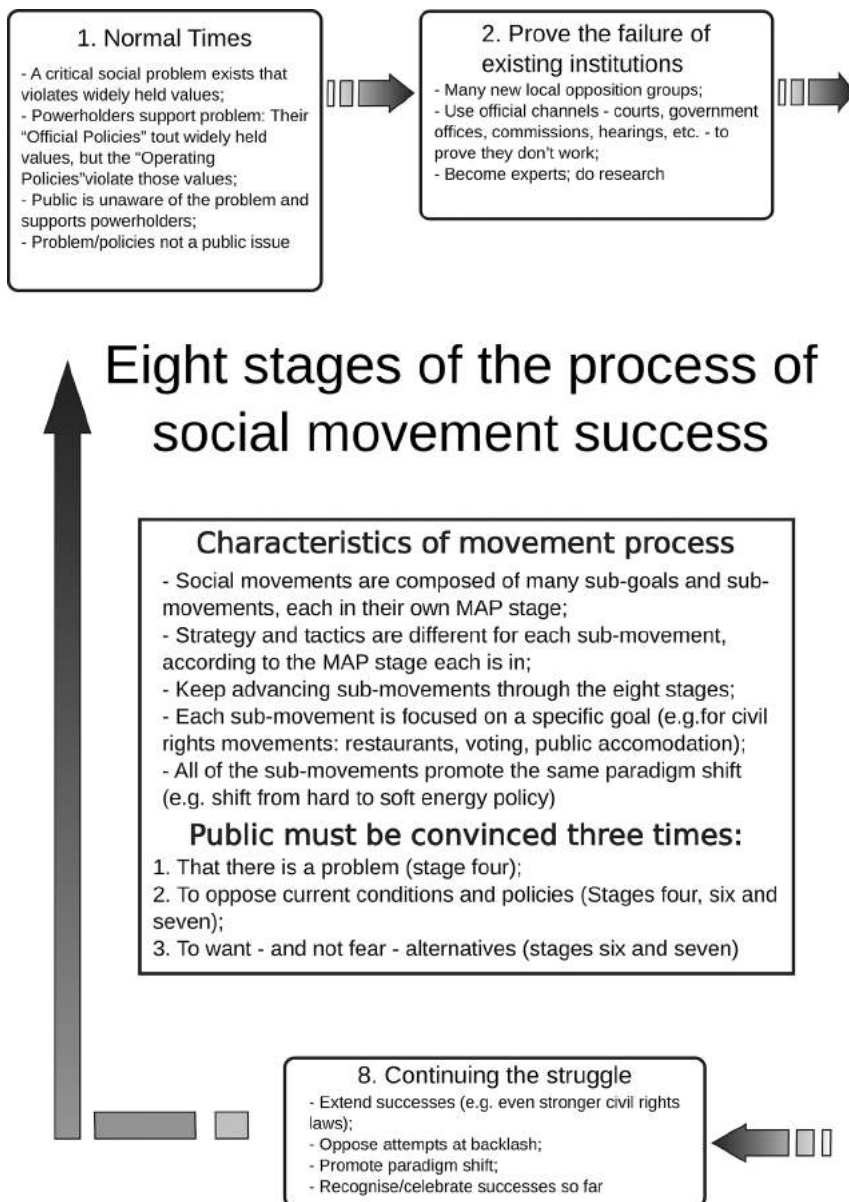 1. Normal Times
- A critical social problem exists that
violates widely held values;
- Powerholders support problem: Their
“Official Policies” tout widely held
values, but the “Operating
Policies”violate those values;
- Public is unaware of the problem and
supports powerholders;
- Problem/policies not a public issue
2. Prove the failure of
existing institutions
- Many new local opposition groups;
- Use official channels - courts, government
offices, commissions, hearings, etc. - to
prove they don’t work;
- Become experts; do research
Eight stages of the process of
social movement success
Characteristics of movement process
- Social movements are composed of many sub-goals and sub-
movements, each in their own MAP stage;
- Strategy and tactics are different for each sub-movement,
according to the MAP stage each is in;
- Keep advancing sub-movements through the eight stages;
- Each sub-movement is focused on a specific goal (e.g.for civil
rights movements: restaurants, voting, public accomodation);
- All of the sub-movements promote the same paradigm shift
(e.g. shift from hard to soft energy policy)
Public must be convinced three times:
1. That there is a problem (stage four);
2. To oppose current conditions and policies (Stages four, six and
seven);
3. To want - and not fear - alternatives (stages six and seven)
8. Continuing the struggle
- Extend successes (e.g. even stronger civil rights
laws);
- Oppose attempts at backlash;
- Promote paradigm shift;
- Recognise/celebrate successes so far